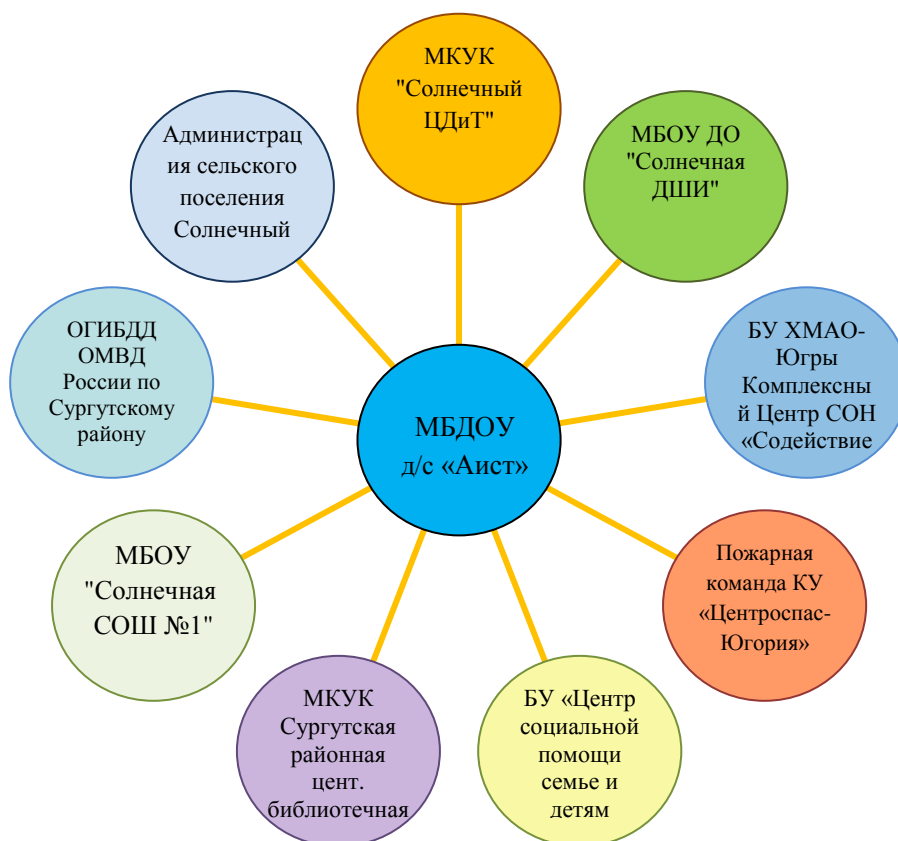 МКУК
"Солнечный
ЦДиТ"
МБОУ ДО
"Солнечная
ДШИ"
БУ ХМАО-
Югры
Комплексны
й Центр СОН
«Содействие
Пожарная
команда КУ
«Центроспас-
Югория»
БУ «Центр
социальной
помощи
семье и
детям
МКУК
Сургутская
районная
цент.
библиотечная
МБОУ
"Солнечная
СОШ №1"
ОГИБДД
ОМВД
России по
Сургутскому
району
Администрац
ия сельского
поселения
Солнечный
МБДОУ
д/с «Аист»